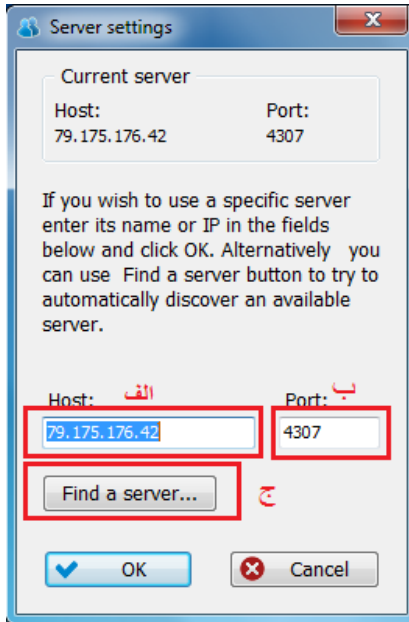 Server settings
Current server
Host: Port:
79.175.176.42 4307
If you wish to use a specific server
enter its name or IP in the fields
below and click OK. Alternatively you
can use Find a server button to try to
automatically discover an available
server.
Host: الف Port: ب
79.175.176.42 4307
Find a server... ج
OK Cancel